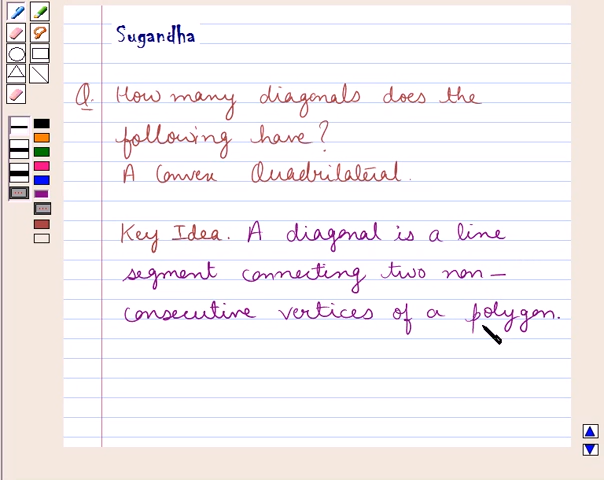 Sugandha
Q. How many diagonals does the
following have?
A Convex Quadrilateral.
Key Idea. A diagonal is a line
segment connecting two non-
consecutive vertices of a polygon.